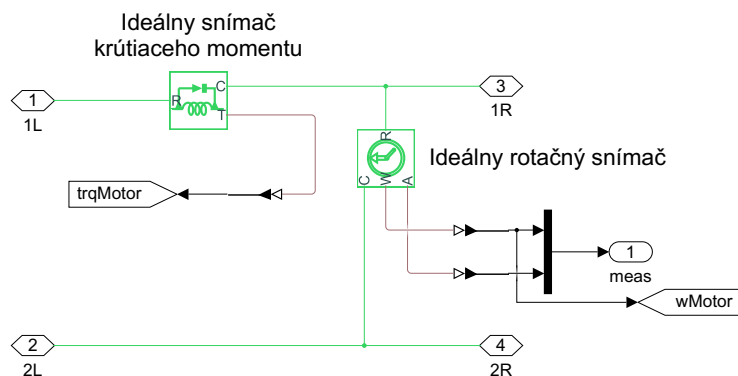 Ideálny snímač
krútiaceho momentu
1
1L
R
C
T
3
1R
trqMotor
R
C
W
A
Ideálny rotačný snímač
1
meas
wMotor
2
2L
4
2R